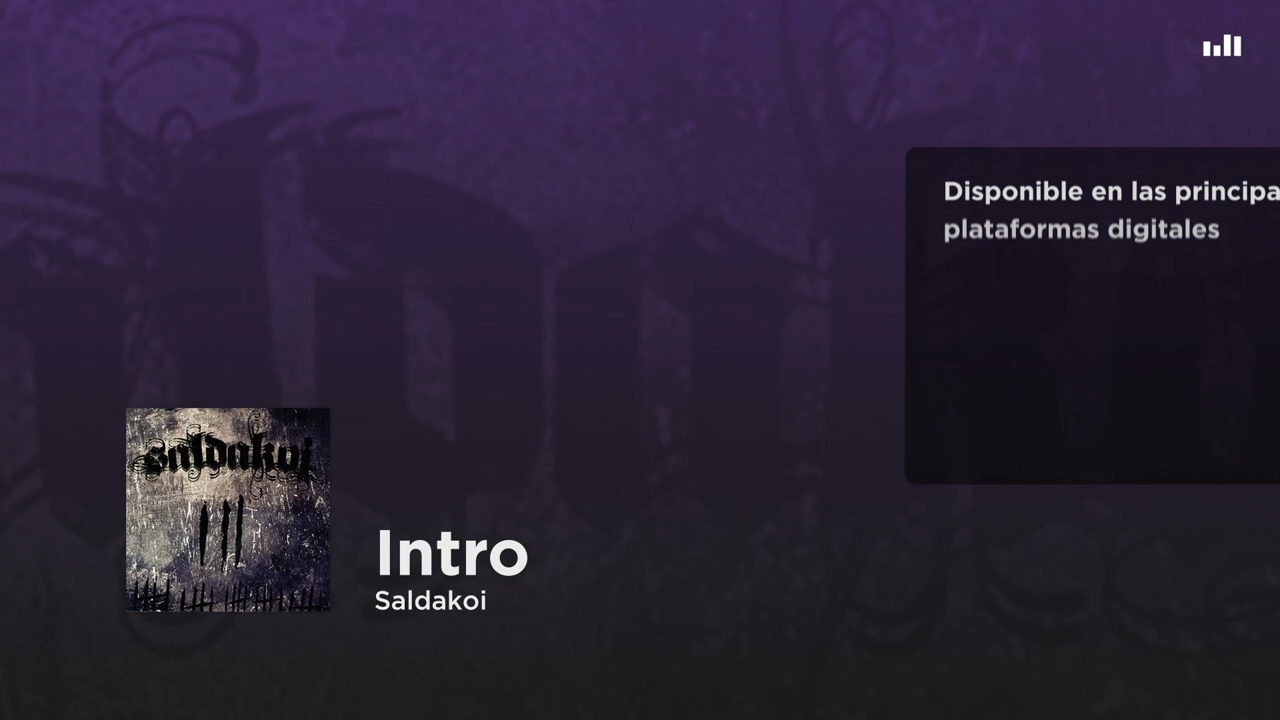 Disponible en las principa
plataformas digitales
saldakoi
Intro
Saldakoi